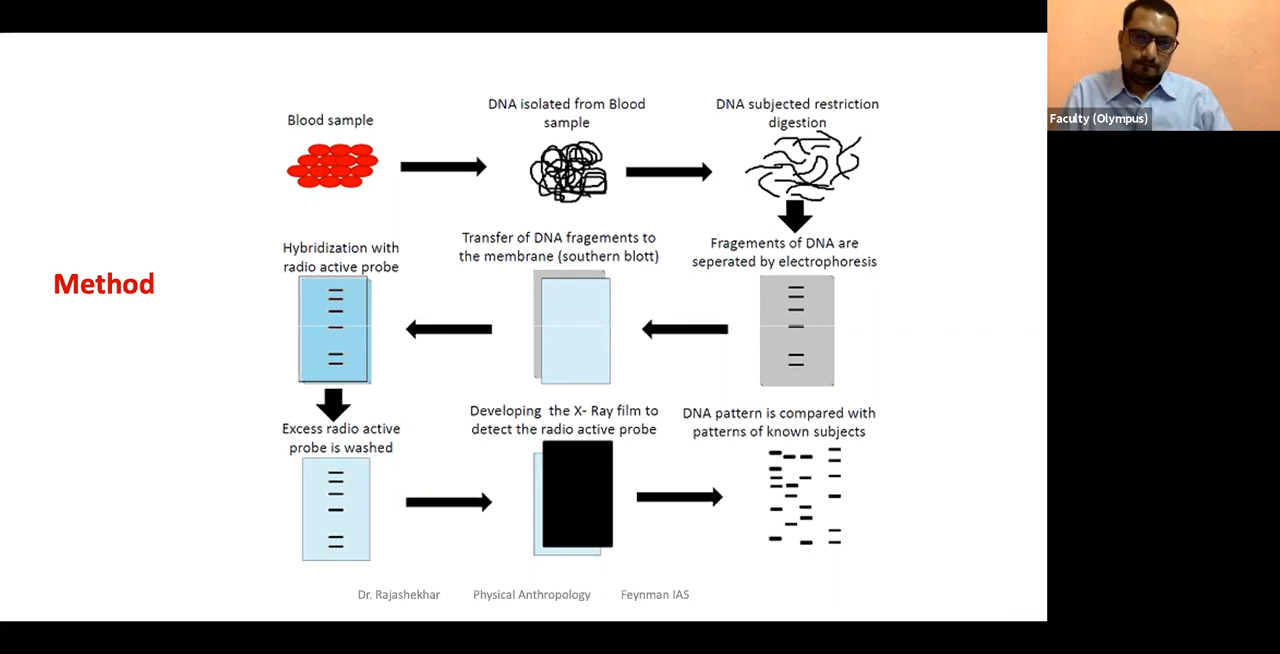 Blood sample
DNA isolated from Blood
sample
DNA subjected restriction
digestion
Hybridization with
radio active probe
Transfer of DNA fragements to
the membrane (southern blott)
Fragements of DNA are
seperated by electrophoresis
Method
Excess radio active
probe is washed
Developing the X- Ray film to
detect the radio active probe
DNA pattern is compared with
patterns of known subjects
Dr. Rajashekhar
Physical Anthropology
Feynman IAS
Faculty (Olympus)